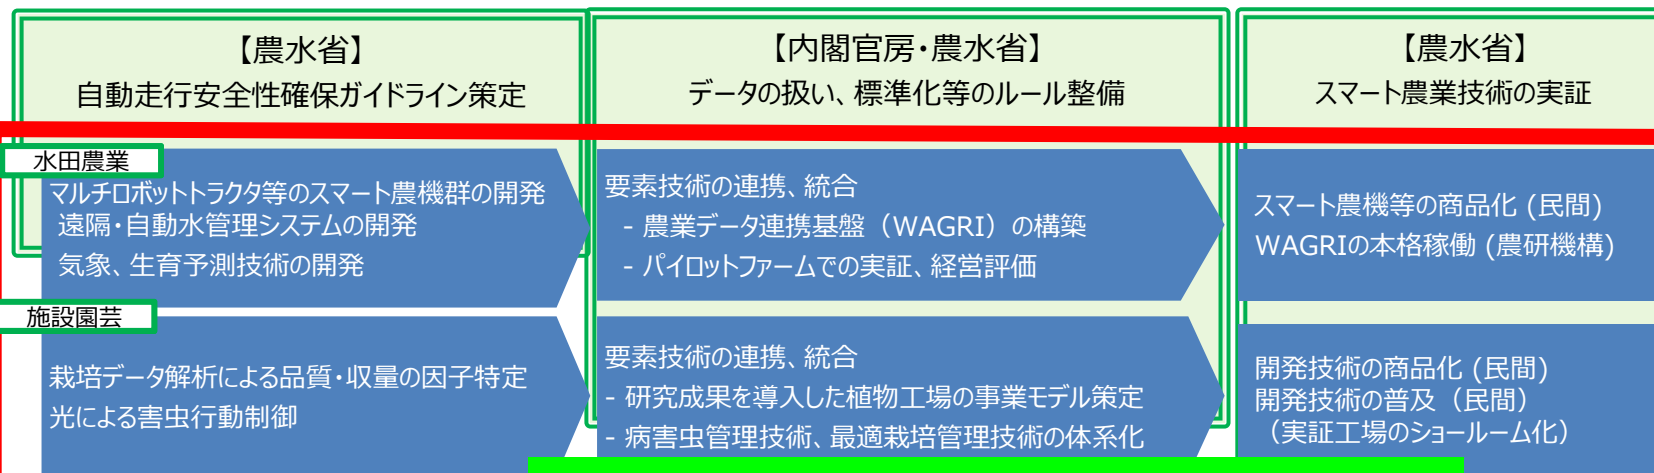 【農水省】
自動走行安全性確保ガイドライン策定
【内閣官房・農水省】
データの扱い、標準化等のルール整備
【農水省】
スマート農業技術の実証
水田農業
マルチロボットトラクタ等のスマート農機群の開発
遠隔・自動水管理システムの開発
気象、生育予測技術の開発
要素技術の連携、統合
- 農業データ連携基盤（WAGRI）の構築
- パイロットファームでの実証、経営評価
スマート農機等の商品化 (民間)
WAGRIの本格稼働 (農研機構)
施設園芸
栽培データ解析による品質・収量の因子特定
光による害虫行動制御
要素技術の連携、統合
- 研究成果を導入した植物工場の事業モデル策定
- 病害虫管理技術、最適栽培管理技術の体系化
開発技術の商品化 (民間)
開発技術の普及（民間）
（実証工場のショールーム化）